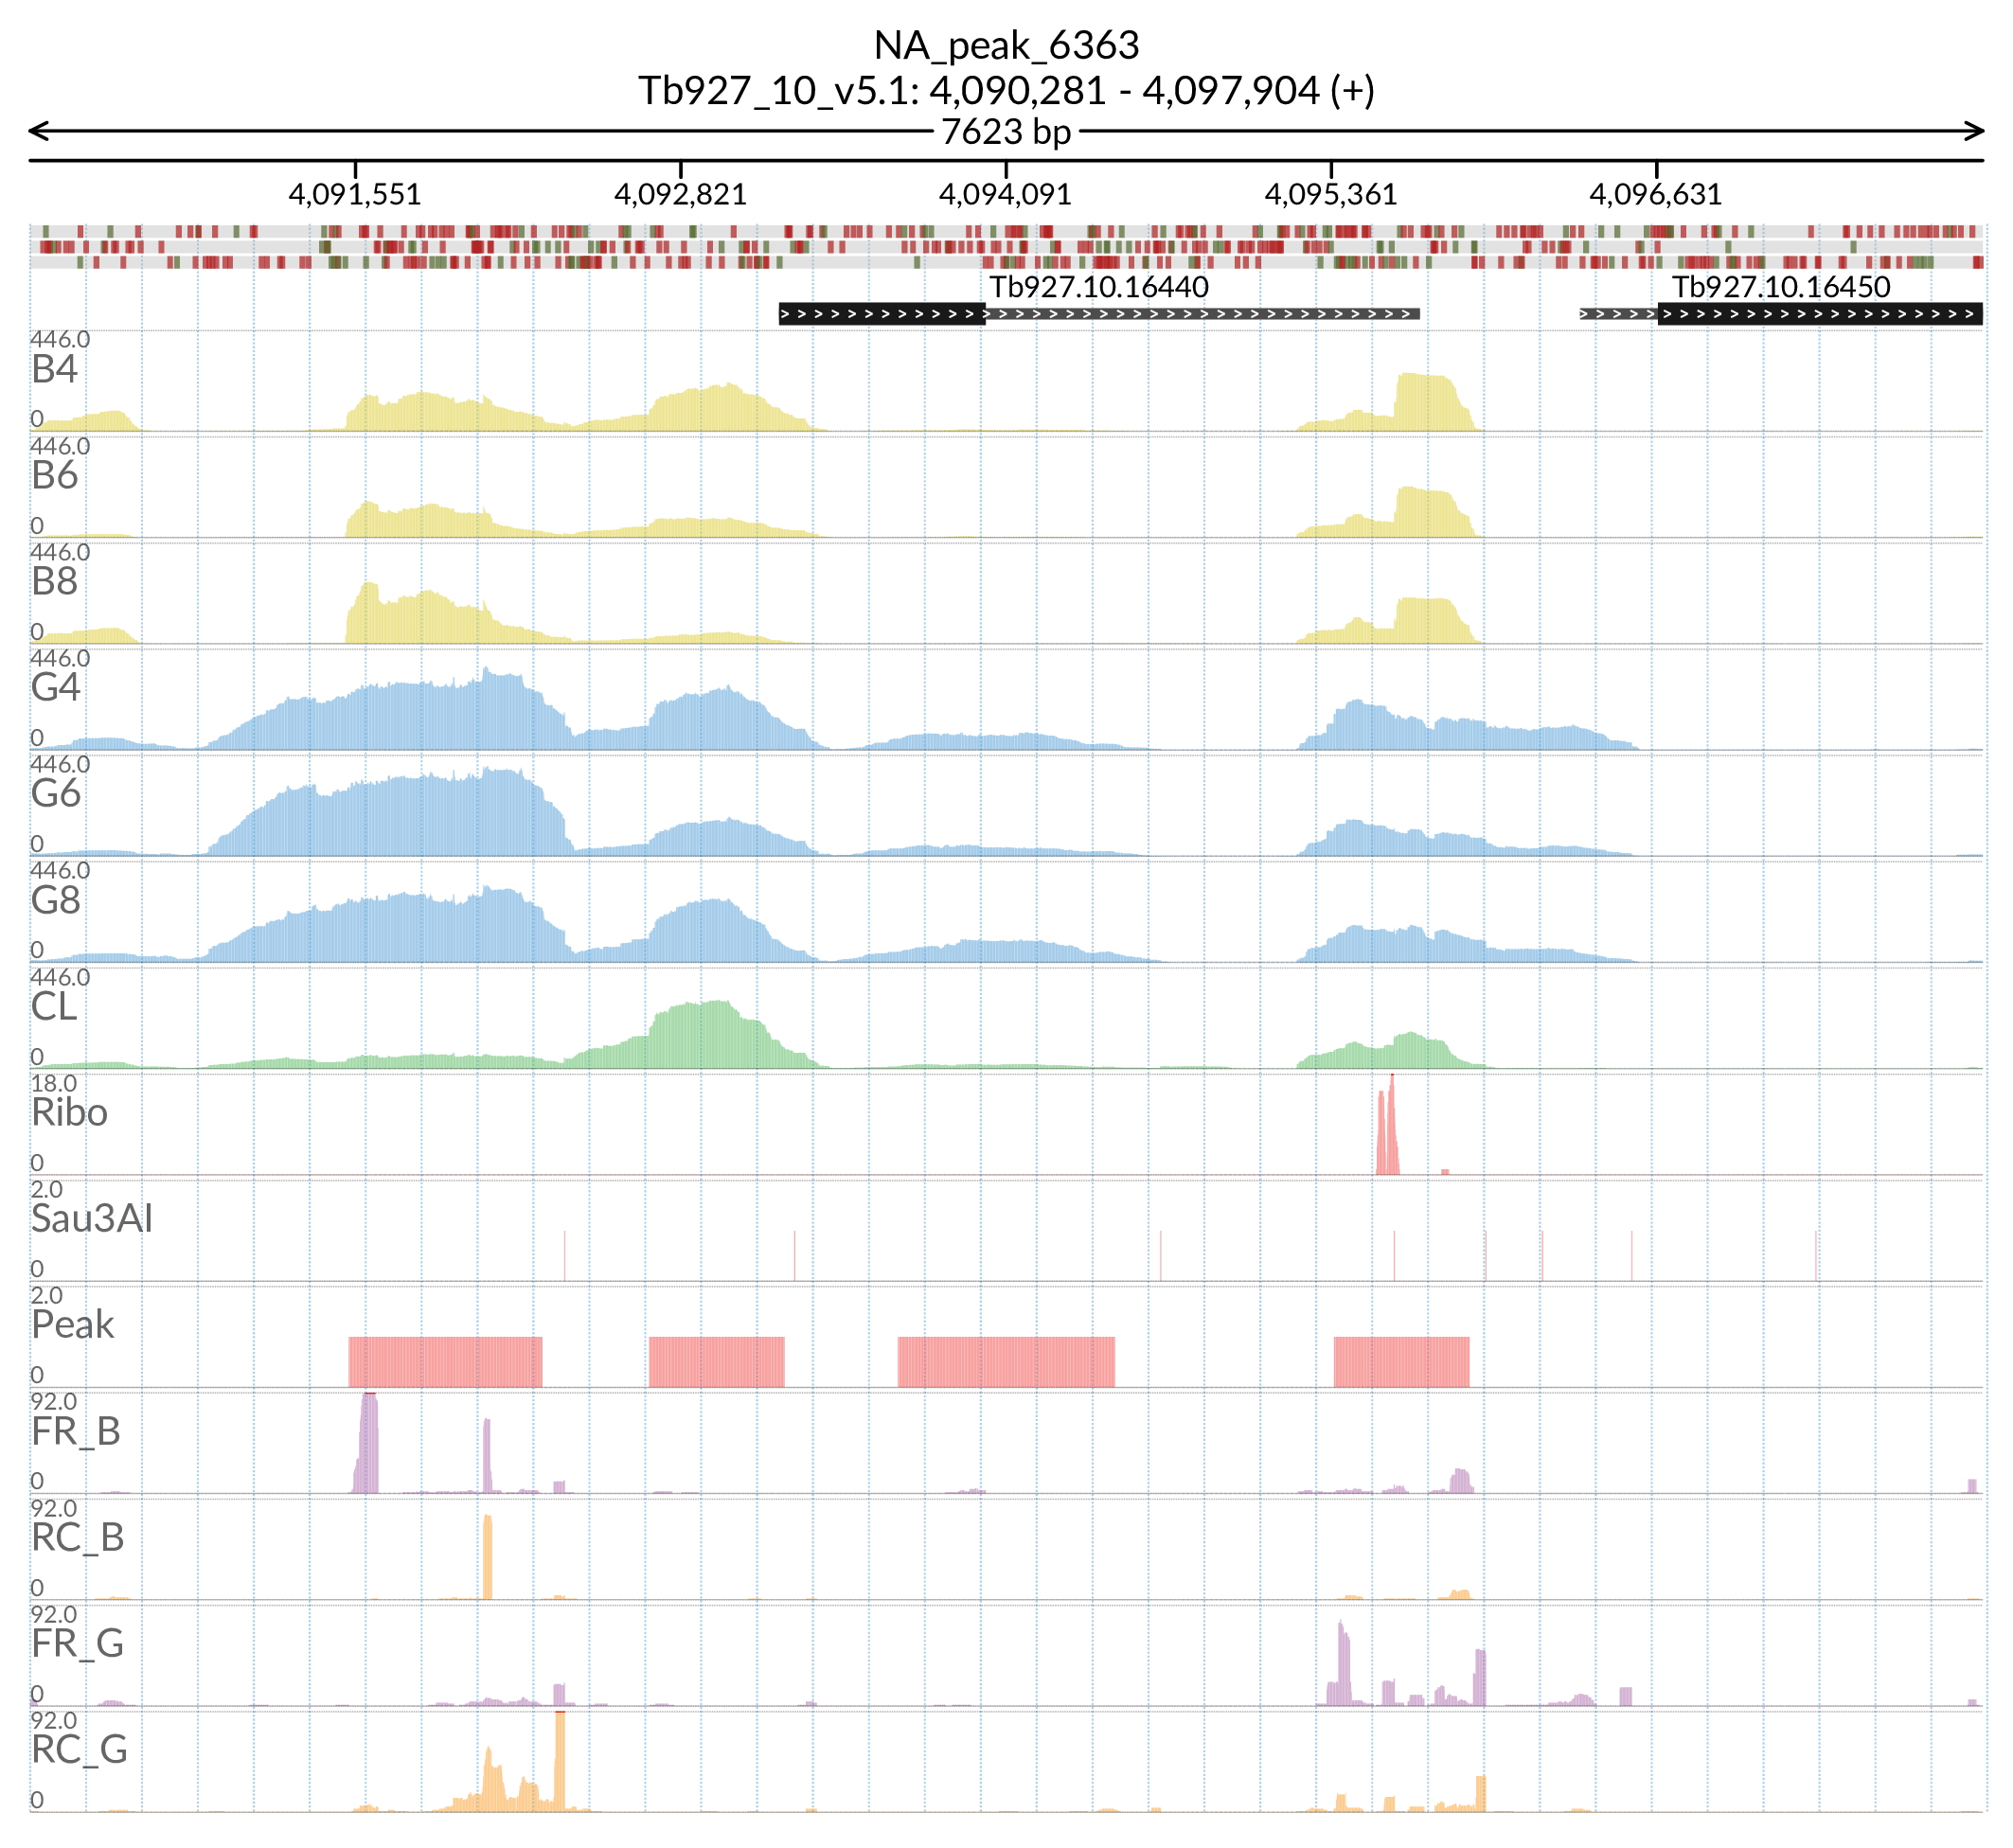 NA_peak_6363
Tb927_10_v5.1: 4,090,281 - 4,097,904 (+)
7623 bp
4,091,551 4,092,821 4,094,091 4,095,361 4,096,631
Tb927.10.16440 Tb927.10.16450
446.0
B4
0
446.0
B6
0
446.0
B8
0
446.0
G4
0
446.0
G6
0
446.0
G8
0
446.0
CL
0
18.0
Ribo
0
2.0
Sau3AI
0
2.0
Peak
0
92.0
FR_B
0
92.0
RC_B
0
92.0
FR_G
0
92.0
RC_G
0